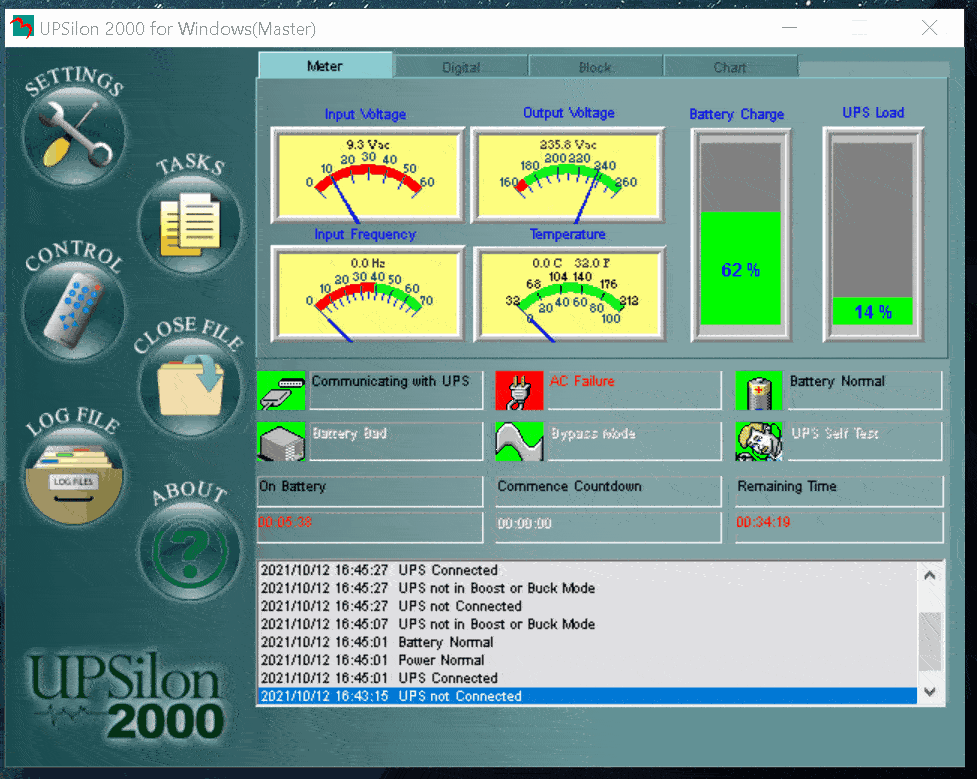 UPSilon 2000 for Windows(Master)
SETTINGS
TASKS
CONTROL
CLOSE FILE
LOG FILE
LOG FILES
ABOUT
UPSilon
2000
Meter Digital Block Chart
Input Voltage
9.3 Vac
0 10 20 30 40 50 60
Output Voltage
235.8 Vac
160 180 200 220 240 260
Input Frequency
0.0 Hz
0 10 20 30 40 50 60 70
Temperature
0.0 C 32.0 F
32 68 104 140 176 212
0 20 40 60 80 100
Battery Charge
62 %
UPS Load
14 %
Communicating with UPS
AC Failure
Battery Normal
Battery Bad
Bypass Mode
UPS Self Test
On Battery
Commence Countdown
Remaining Time
00:05:38
00:00:00
00:34:19
2021/10/12 16:45:27 UPS Connected
2021/10/12 16:45:27 UPS not in Boost or Buck Mode
2021/10/12 16:45:27 UPS not Connected
2021/10/12 16:45:07 UPS not in Boost or Buck Mode
2021/10/12 16:45:01 Battery Normal
2021/10/12 16:45:01 Power Normal
2021/10/12 16:45:01 UPS Connected
2021/10/12 16:43:15 UPS not Connected